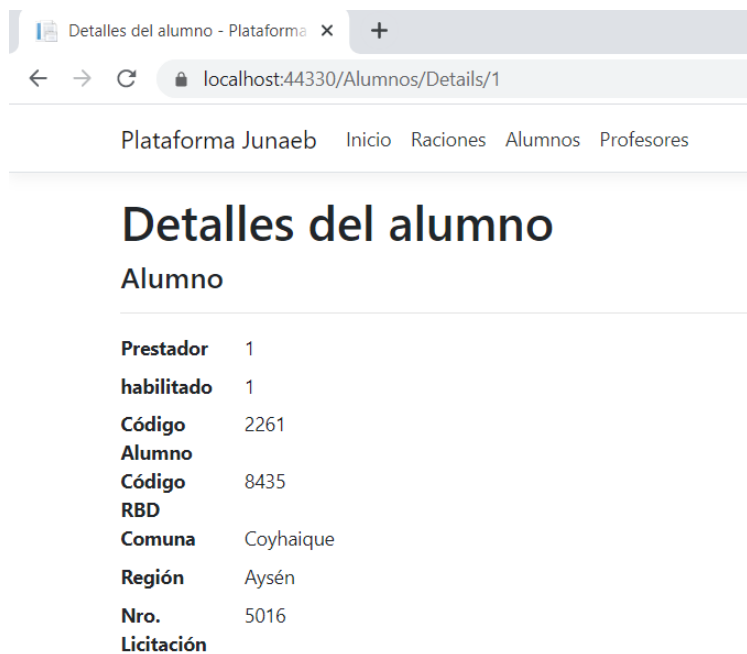 Detalles del alumno - Plataforma
localhost:44330/Alumnos/Details/1
Plataforma Junaeb Inicio Raciones Alumnos Profesores
Detalles del alumno
Alumno
Prestador 1
habilitado 1
Código 2261
Alumno
Código 8435
RBD
Comuna Coyhaique
Región Aysén
Nro. 5016
Licitación